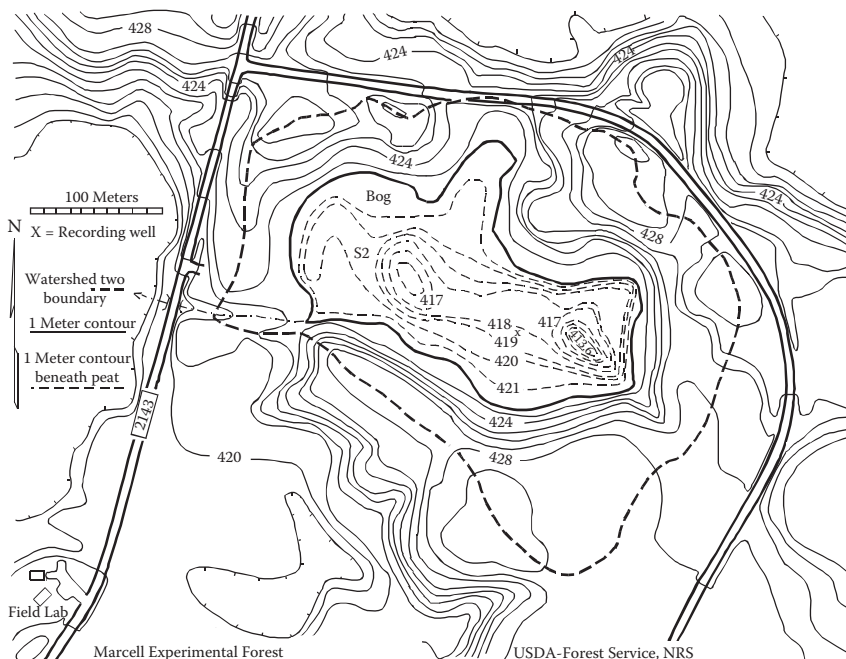 428
424
424
424
424
100 Meters
N
X = Recording well
Bog
424
428
S2
Watershed two
boundary
417
1 Meter contour
418
417
x
419
413.6
1 Meter contour
beneath peat
420
421
2143
424
420
428
Field Lab
Marcell Experimental Forest
USDA-Forest Service, NRS